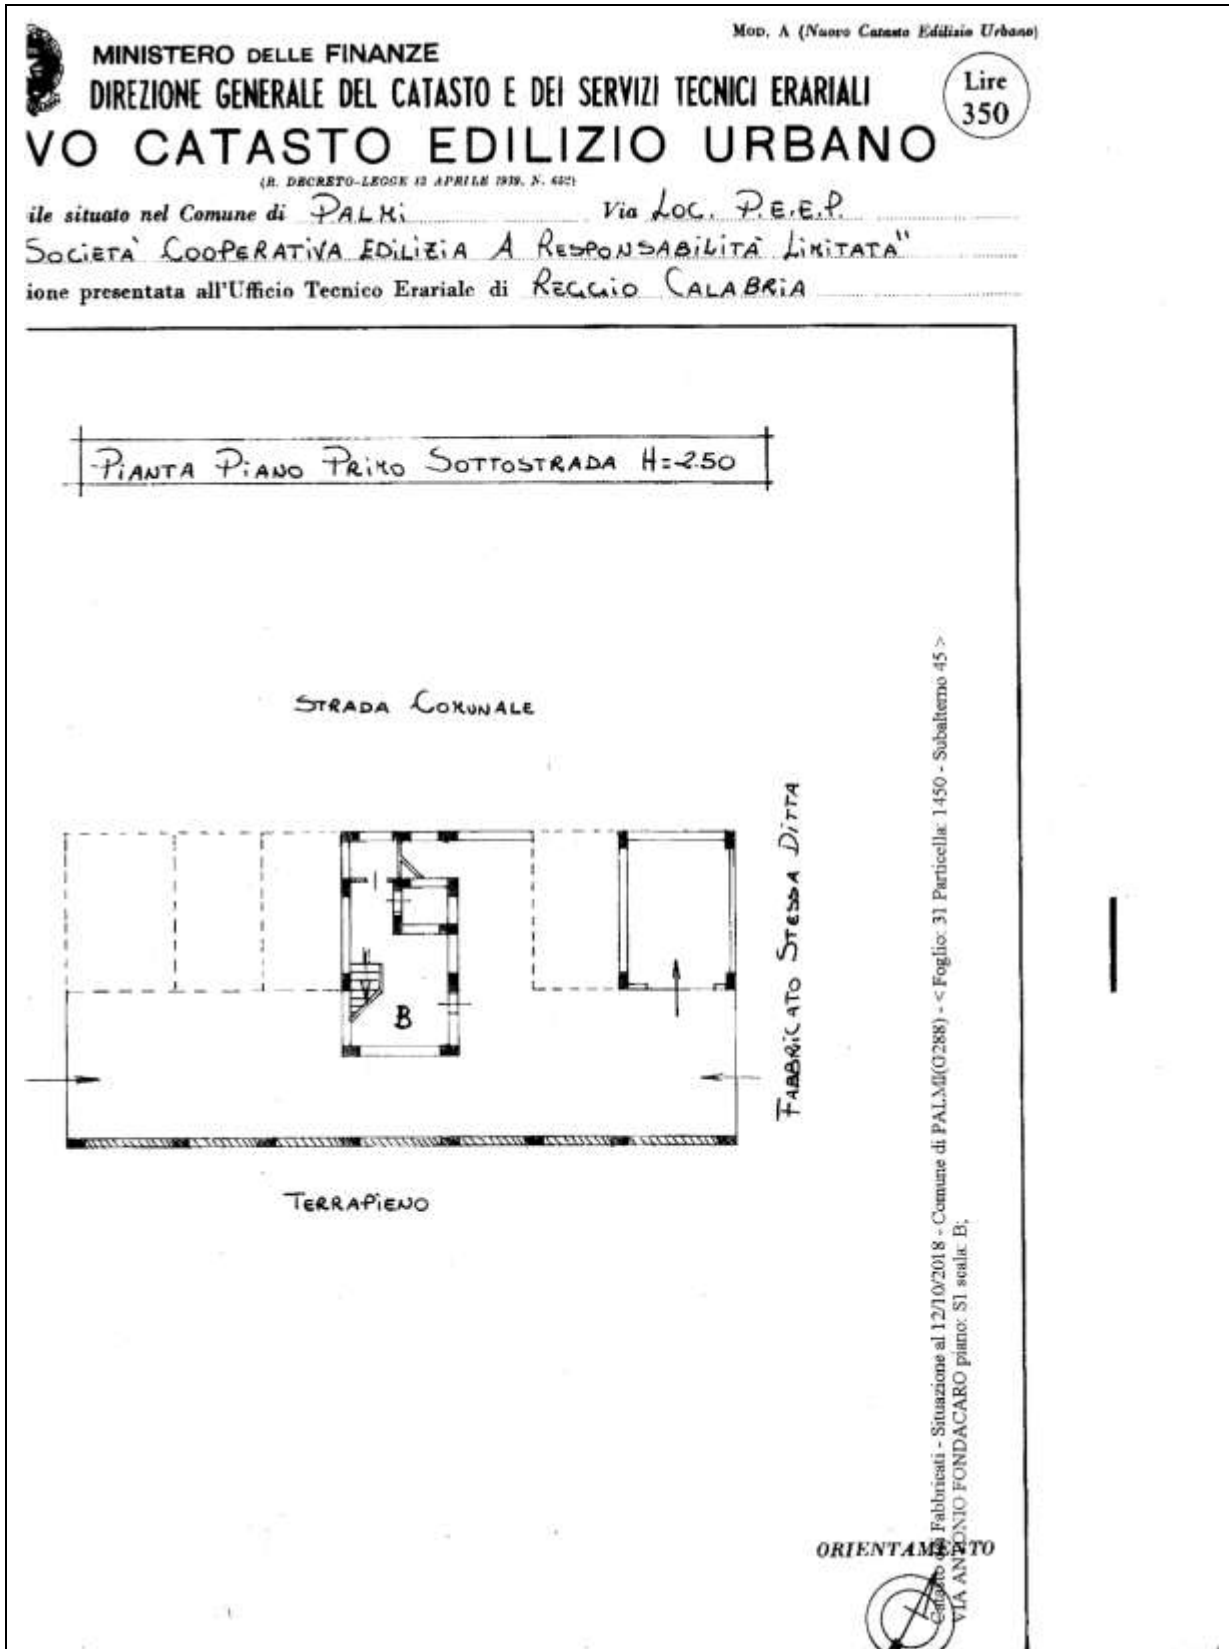 MOD. A (Nuovo Catasto Edilizio Urbano)
MINISTERO DELLE FINANZE
DIREZIONE GENERALE DEL CATASTO E DEI SERVIZI TECNICI ERARIALI
Lire
350
VO CATASTO EDILIZIO URBANO
(R. DECRETO-LEGGE 13 APRILE 1939, N. 652)
ile situato nel Comune di PALMI Via LOC. P.E.E.P.
SOCIETÀ COOPERATIVA EDILIZIA A RESPONSABILITÀ LIMITATA"
ione presentata all'Ufficio Tecnico Erariale di REGGIO CALABRIA
PIANTA PIANO PRIMO SOTTOSTRADA H=2.50
STRADA COMUNALE
FABBRICATO STESSA DITTA
B
TERRAPIENO
Catasto dei Fabbricati - Situazione al 12/10/2018 - Comune di PALMI(G288) - < Foglio: 31 Particella: 1450 - Subalterno 45 >
VIA ANTONIO FONDACARO piano: S1 scala: B;
ORIENTAMENTO